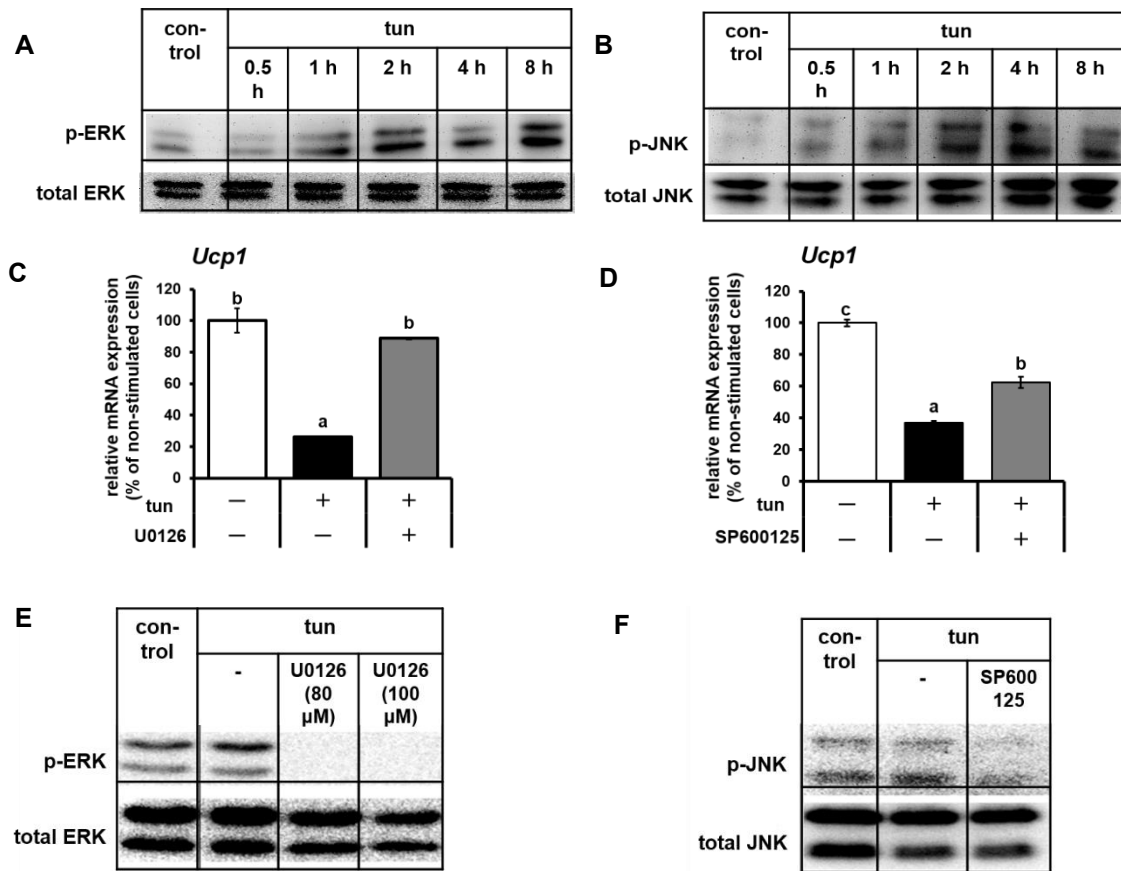 A
con-
trol
tun
0.5
h
1 h
2 h
4 h
8 h
p-ERK
total ERK
B
con-
trol
tun
0.5
h
1 h
2 h
4 h
8 h
p-JNK
total JNK
C
Ucp1
relative mRNA expression
(% of non-stimulated cells)
120
100
80
60
40
20
0
b
a
b
tun — + +
U0126 — — +
D
Ucp1
relative mRNA expression
(% of non-stimulated cells)
120
100
80
60
40
20
0
c
a
b
tun — + +
SP600125 — — +
E
con-
trol
tun
-
U0126
(80
µM)
U0126
(100
µM)
p-ERK
total ERK
F
con-
trol
tun
-
SP600
125
p-JNK
total JNK